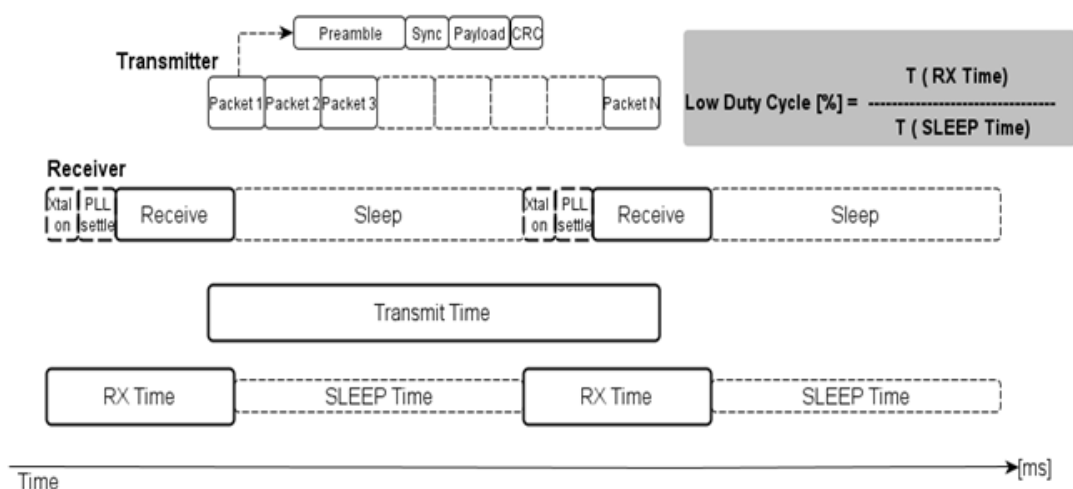 Preamble Sync Payload CRC
Transmitter
Packet 1 Packet 2 Packet 3 Packet N
T ( RX Time)
Low Duty Cycle [%] = ----------------------------------
T ( SLEEP Time)
Receiver
Xtal on PLL settle Receive Sleep Xtal on PLL settle Receive Sleep
Transmit Time
RX Time SLEEP Time RX Time SLEEP Time
[ms]
Time